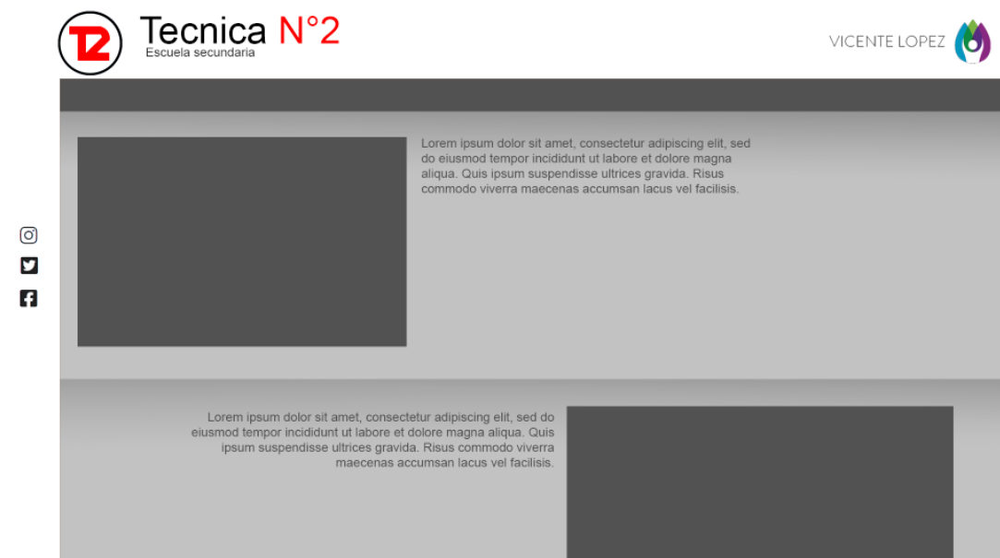 T2
Tecnica N°2
Escuela secundaria
VICENTE LOPEZ
Lorem ipsum dolor sit amet, consectetur adipiscing elit, sed
do eiusmod tempor incididunt ut labore et dolore magna
aliqua. Quis ipsum suspendisse ultrices gravida. Risus
commodo viverra maecenas accumsan lacus vel facilisis.
Lorem ipsum dolor sit amet, consectetur adipiscing elit, sed do
eiusmod tempor incididunt ut labore et dolore magna aliqua. Quis
ipsum suspendisse ultrices gravida. Risus commodo viverra
maecenas accumsan lacus vel facilisis.